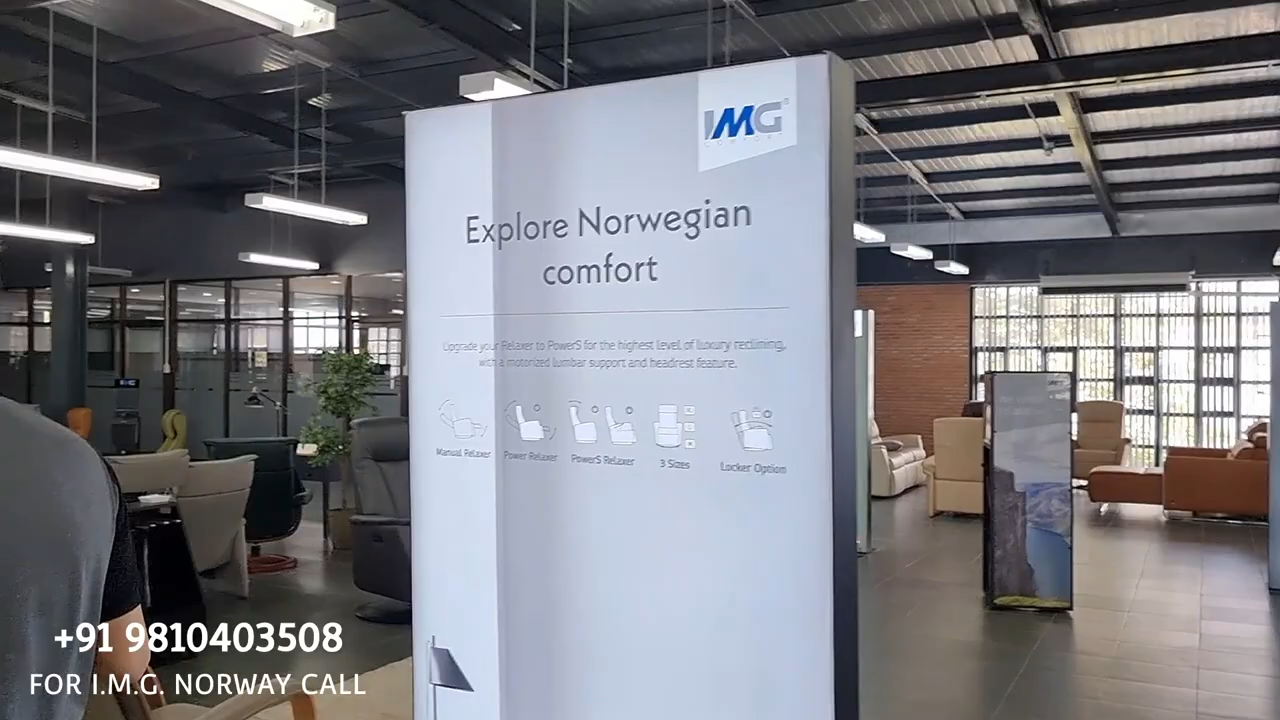 IMG
COMFORT
Explore Norwegian
comfort
Upgrade your Relaxer to PowerS for the highest level of luxury reclining,
with a motorized lumbar support and headrest feature.
Manual Relaxer
Power Relaxer
PowerS Relaxer
3 Sizes
Locker Option
+91 9810403508
FOR I.M.G. NORWAY CALL